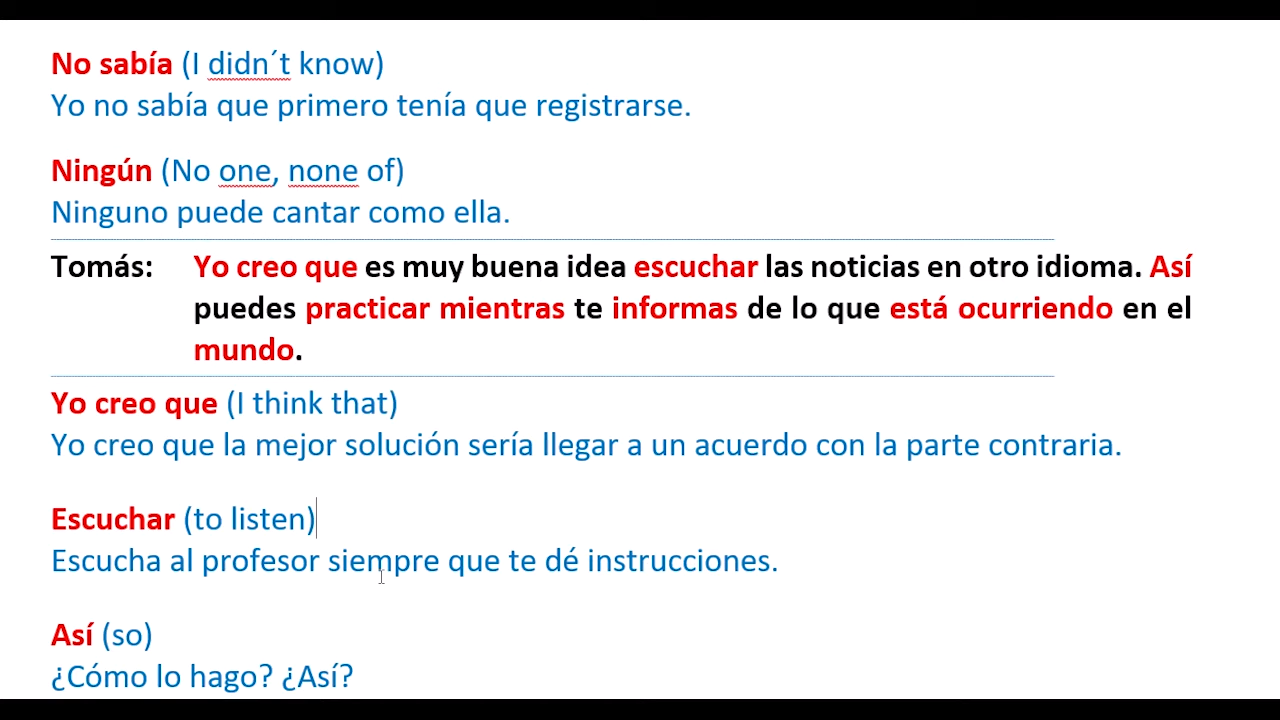 No sabía (I didn´t know)
Yo no sabía que primero tenía que registrarse.
Ningún (No one, none of)
Ninguno puede cantar como ella.
Tomás: Yo creo que es muy buena idea escuchar las noticias en otro idioma. Así
puedes practicar mientras te informas de lo que está ocurriendo en el
mundo.
Yo creo que (I think that)
Yo creo que la mejor solución sería llegar a un acuerdo con la parte contraria.
Escuchar (to listen)
Escucha al profesor siempre que te dé instrucciones.
Así (so)
¿Cómo lo hago? ¿Así?